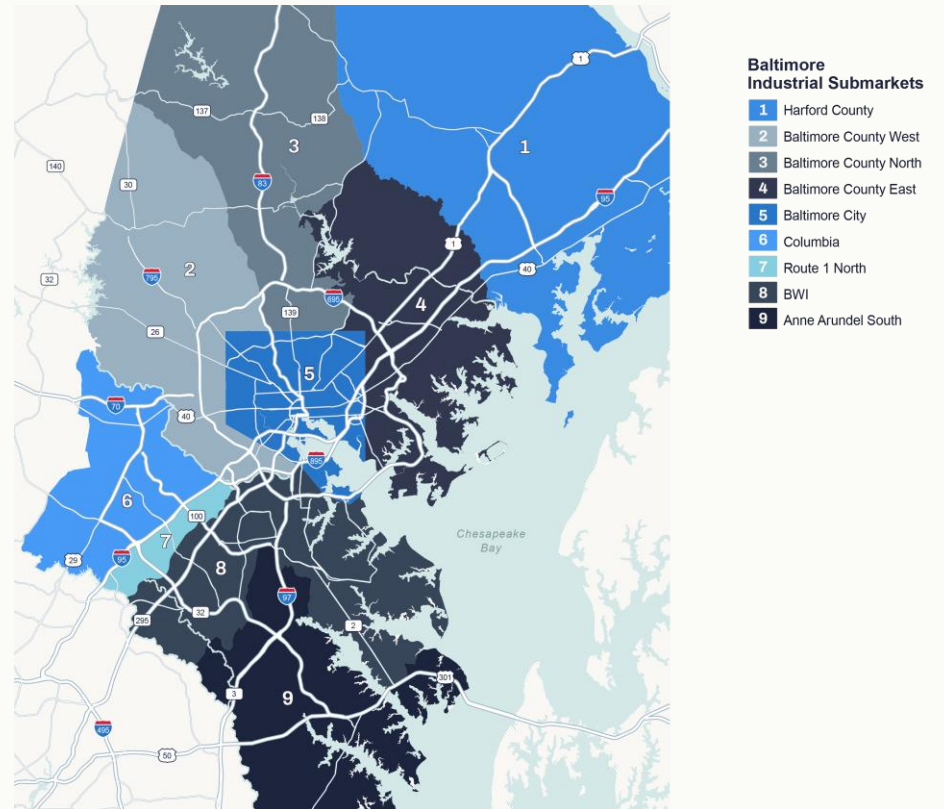 1
137
138
3
1
140
83
30
95
1
2
795
40
32
695
4
139
26
5
70
40
895
6
100
7
95
29
8
97
32
295
2
301
3
9
495
50
Chesapeake
Bay
Baltimore
Industrial Submarkets
1 Harford County
2 Baltimore County West
3 Baltimore County North
4 Baltimore County East
5 Baltimore City
6 Columbia
7 Route 1 North
8 BWI
9 Anne Arundel South